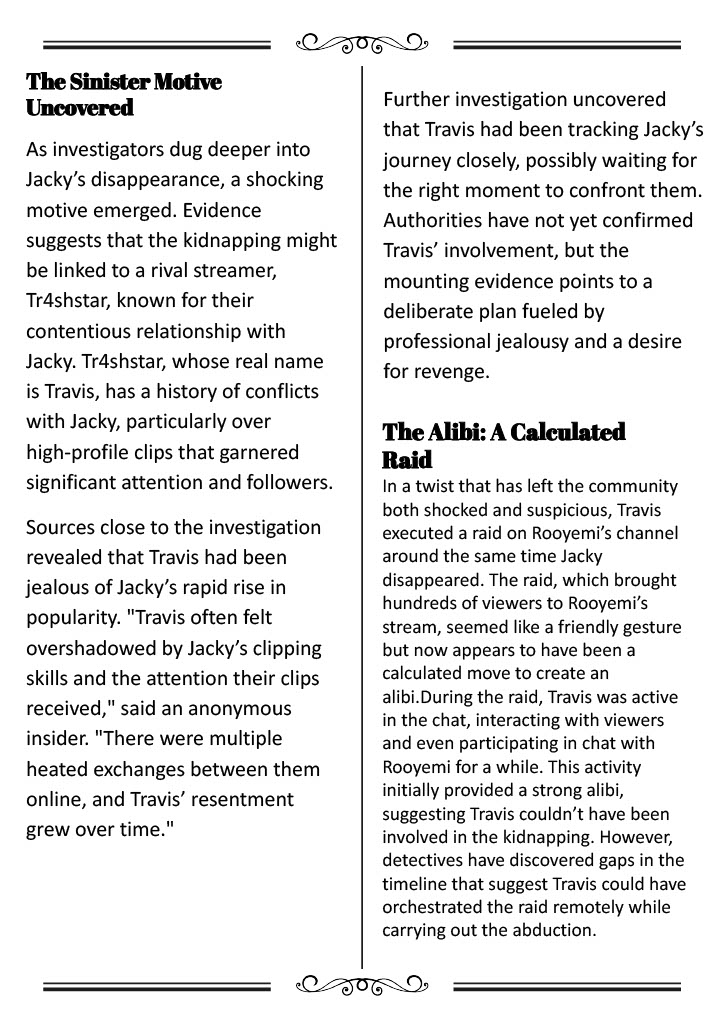 The Sinister Motive
Uncovered
As investigators dug deeper into
Jacky’s disappearance, a shocking
motive emerged. Evidence
suggests that the kidnapping might
be linked to a rival streamer,
Tr4shstar, known for their
contentious relationship with
Jacky. Tr4shstar, whose real name
is Travis, has a history of conflicts
with Jacky, particularly over
high-profile clips that garnered
significant attention and followers.
Sources close to the investigation
revealed that Travis had been
jealous of Jacky’s rapid rise in
popularity. "Travis often felt
overshadowed by Jacky’s clipping
skills and the attention their clips
received," said an anonymous
insider. "There were multiple
heated exchanges between them
online, and Travis’ resentment
grew over time."
Further investigation uncovered
that Travis had been tracking Jacky’s
journey closely, possibly waiting for
the right moment to confront them.
Authorities have not yet confirmed
Travis’ involvement, but the
mounting evidence points to a
deliberate plan fueled by
professional jealousy and a desire
for revenge.
The Alibi: A Calculated
Raid
In a twist that has left the community
both shocked and suspicious, Travis
executed a raid on Rooyemi’s channel
around the same time Jacky
disappeared. The raid, which brought
hundreds of viewers to Rooyemi’s
stream, seemed like a friendly gesture
but now appears to have been a
calculated move to create an
alibi.During the raid, Travis was active
in the chat, interacting with viewers
and even participating in chat with
Rooyemi for a while. This activity
initially provided a strong alibi,
suggesting Travis couldn’t have been
involved in the kidnapping. However,
detectives have discovered gaps in the
timeline that suggest Travis could have
orchestrated the raid remotely while
carrying out the abduction.